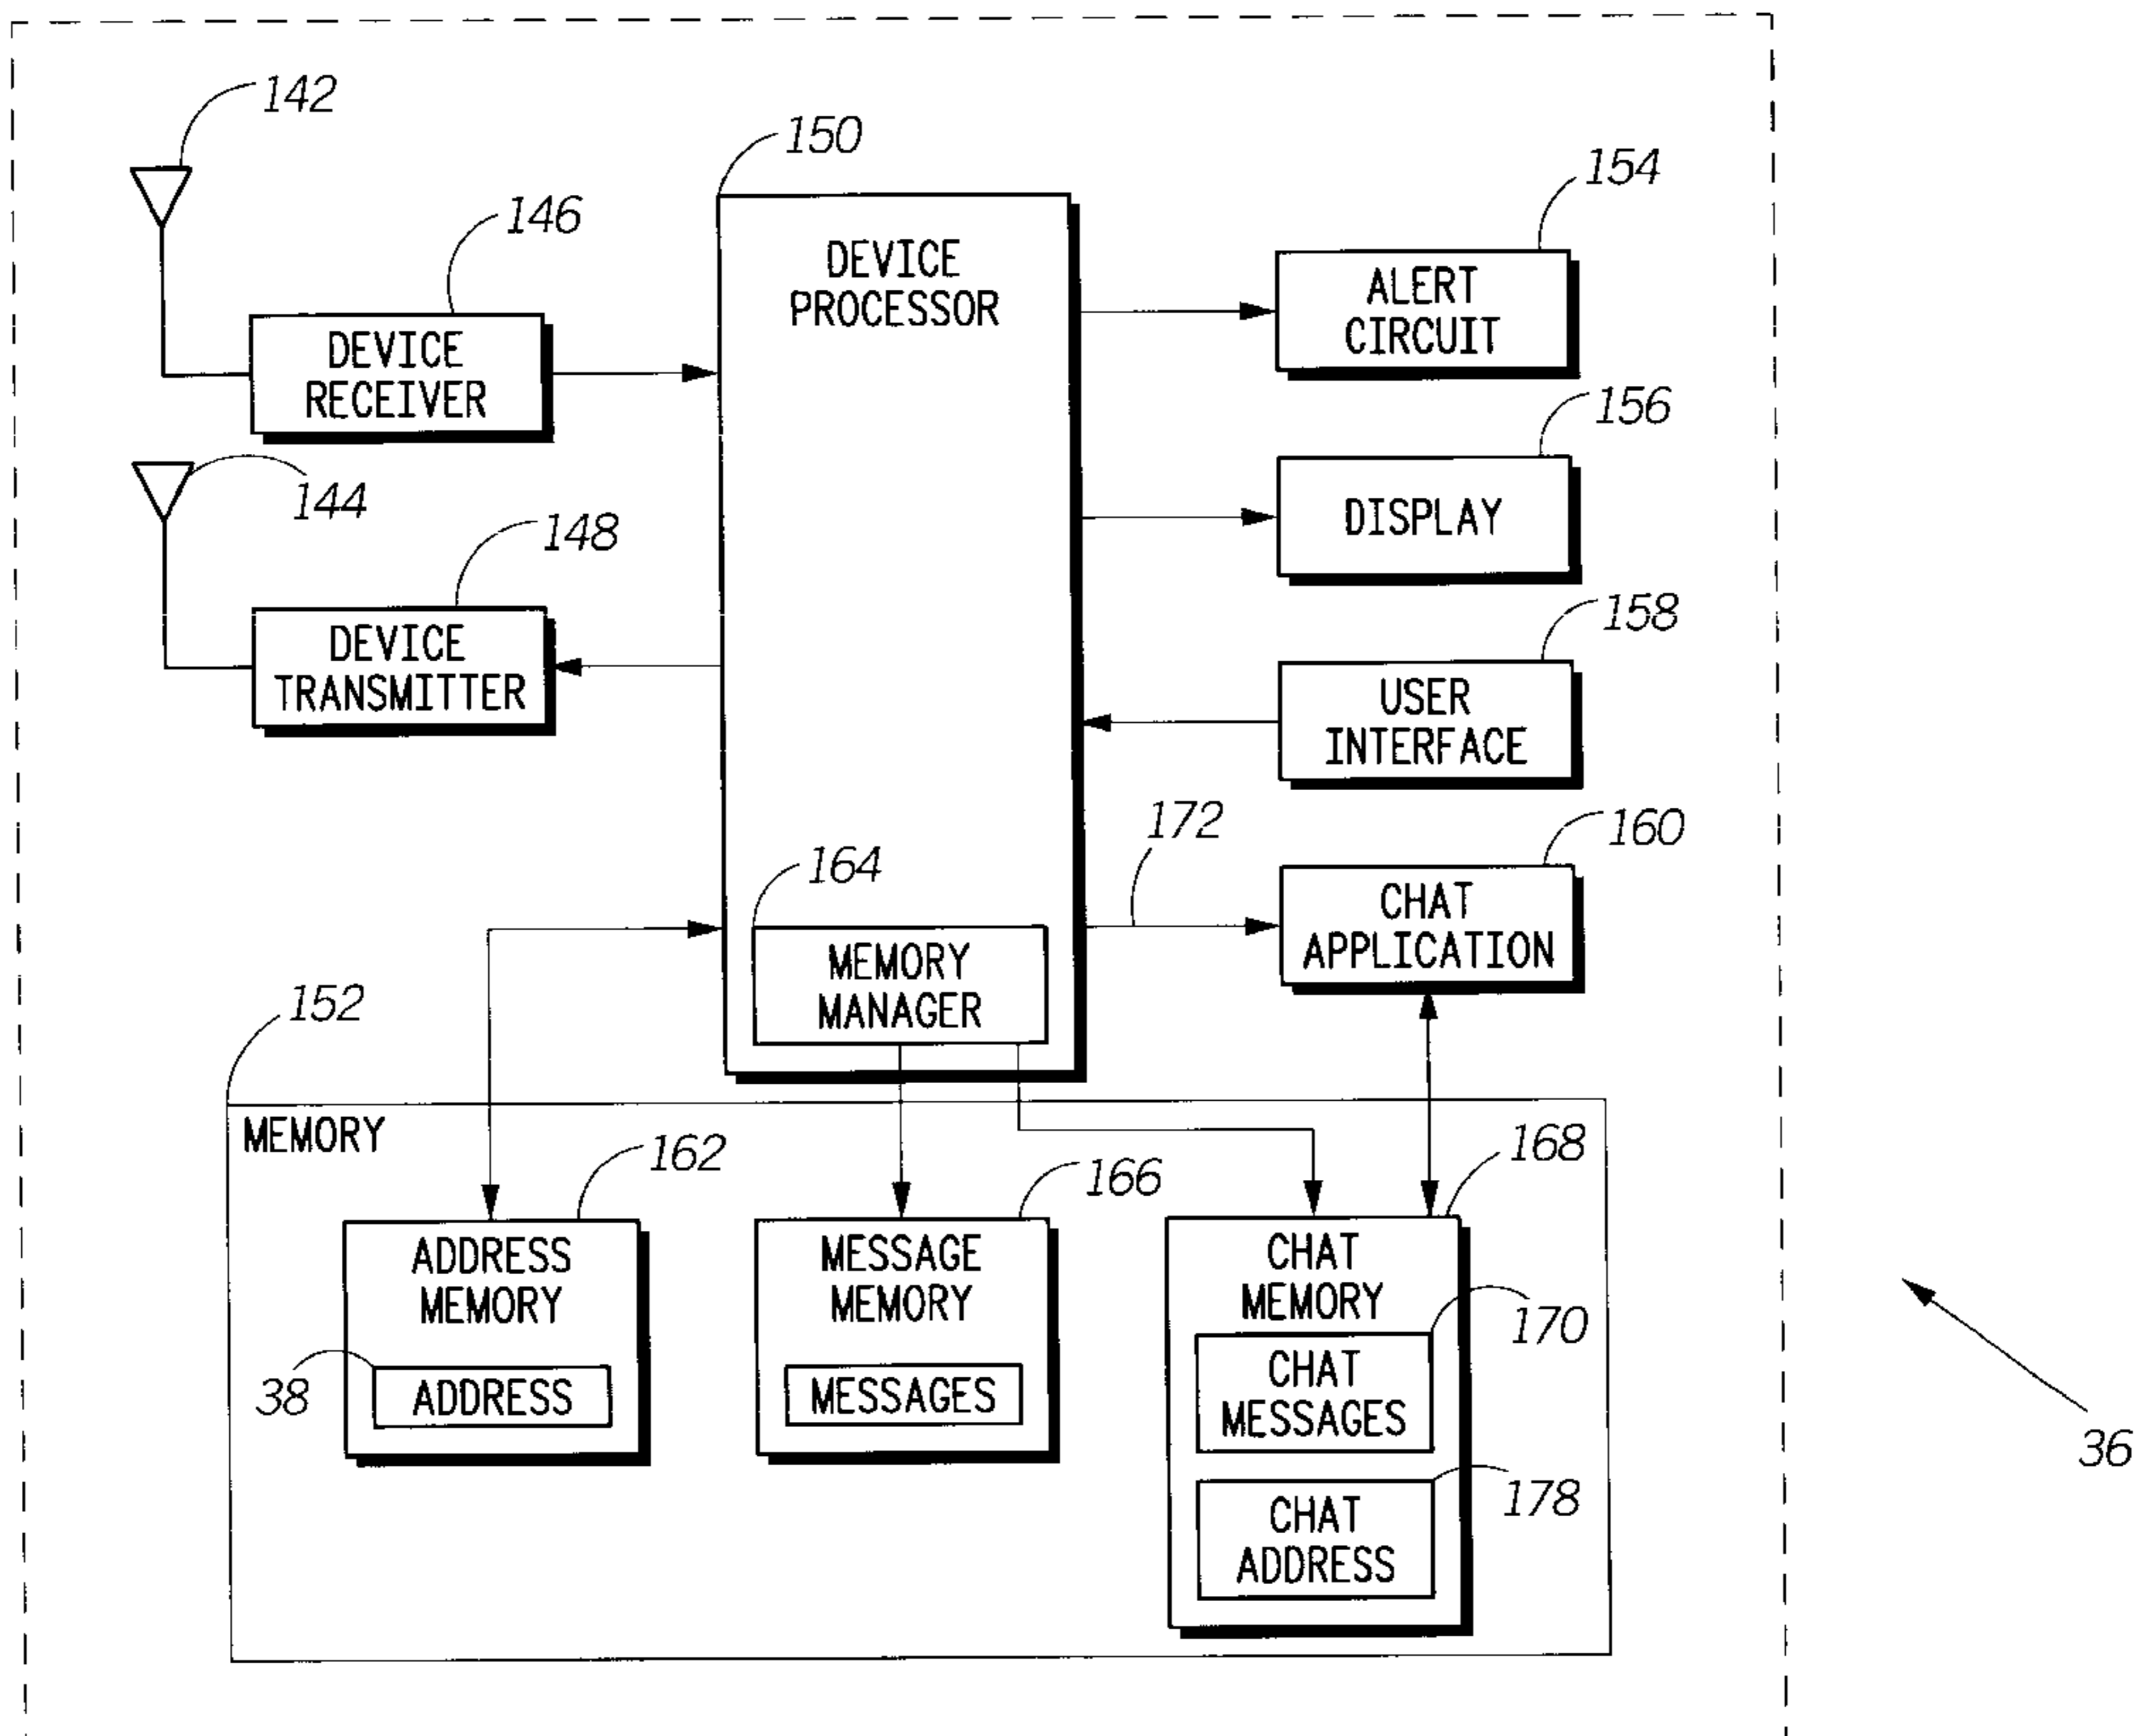 142
150
154
146
DEVICE
PROCESSOR
ALERT
CIRCUIT
DEVICE
RECEIVER
156
144
148
DISPLAY
158
DEVICE
TRANSMITTER
USER
INTERFACE
172
160
164
CHAT
APPLICATION
MEMORY
MANAGER
152
MEMORY
162
166
168
ADDRESS
MEMORY
MESSAGE
MEMORY
CHAT
MEMORY
170
38
ADDRESS
MESSAGES
CHAT
MESSAGES
36
178
CHAT
ADDRESS